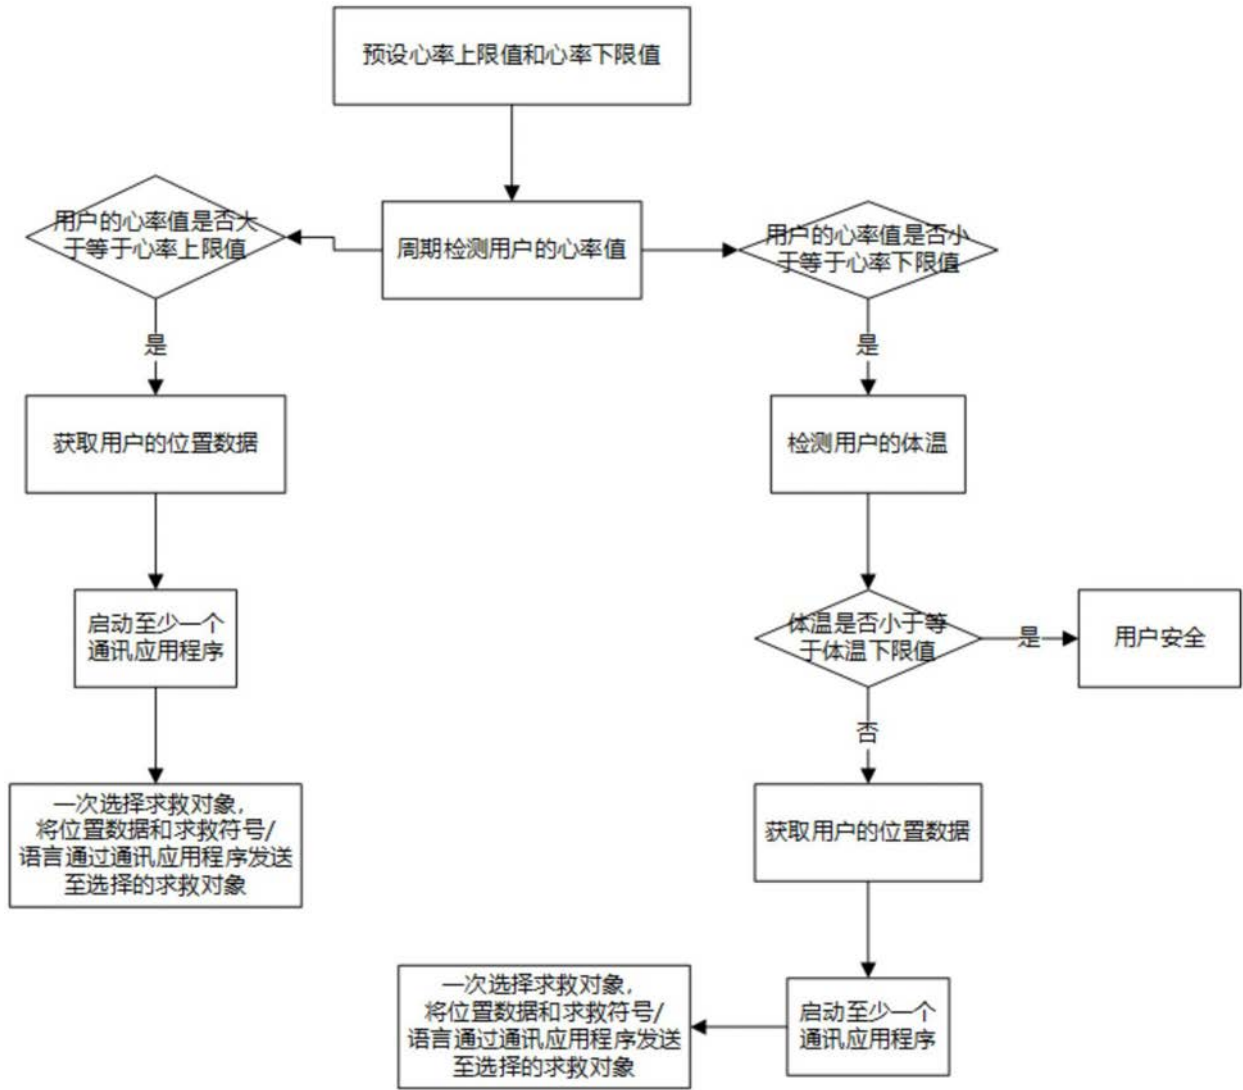 预设心率上限值和心率下限值
用户的心率值是否大
于等于心率上限值
周期检测用户的心率值
用户的心率值是否小
于等于心率下限值
是
是
获取用户的位置数据
检测用户的体温
启动至少一个
通讯应用程序
体温是否小于等
于体温下限值
是
用户安全
否
一次选择求救对象，
将位置数据和求救符号/
语言通过通讯应用程序发送
至选择的求救对象
获取用户的位置数据
一次选择求救对象，
将位置数据和求救符号/
语言通过通讯应用程序发送
至选择的求救对象
启动至少一个
通讯应用程序